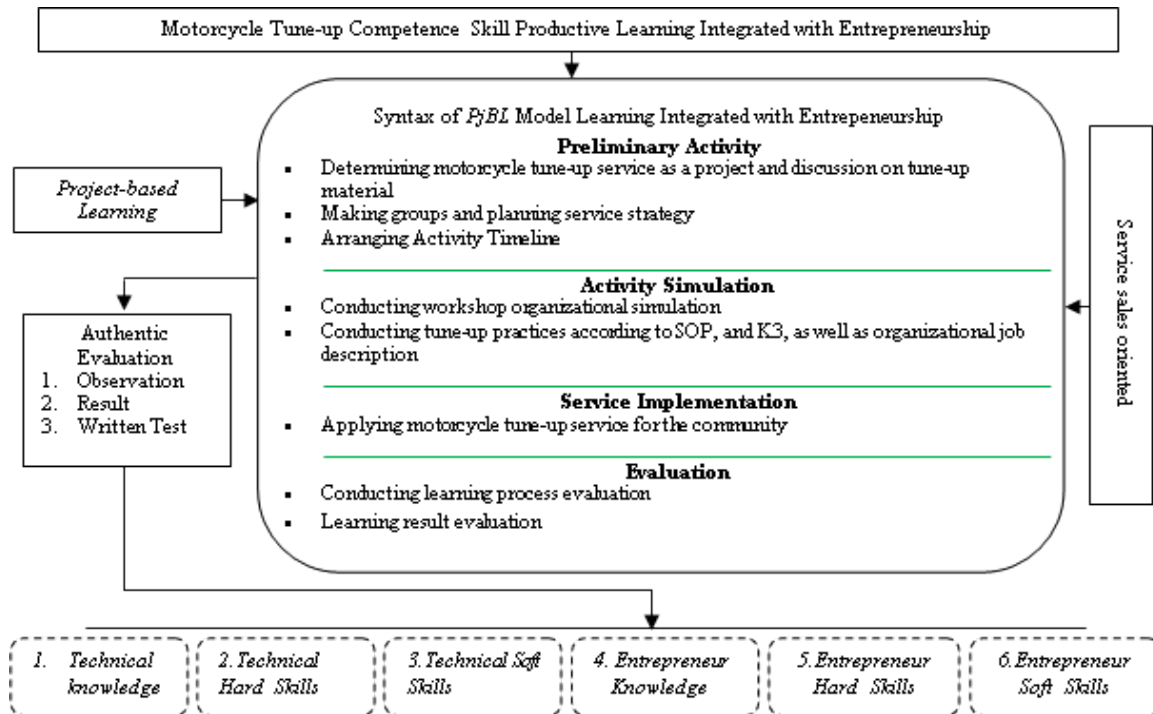 Motorcycle Tune-up Competence Skill Productive Learning Integrated with Entrepreneurship
Syntax of PjBL Model Learning Integrated with Entrepeneurship
Preliminary Activity
▪ Determining motorcycle tune-up service as a project and discussion on tune-up
material
▪ Making groups and planning service strategy
▪ Arranging Activity Timeline
Activity Simulation
▪ Conducting workshop organizational simulation
▪ Conducting tune-up practices according to SOP, and K3, as well as organizational job
description
Service Implementation
▪ Applying motorcycle tune-up service for the community
Evaluation
▪ Conducting learning process evaluation
▪ Learning result evaluation
Project-based
Learning
Service sales oriented
Authentic
Evaluation
1. Observation
2. Result
3. Written Test
1. Technical
knowledge
2. Technical
Hard Skills
3. Technical Soft
Skills
4. Entrepreneur
Knowledge
5. Entrepreneur
Hard Skills
6. Entrepreneur
Soft Skills